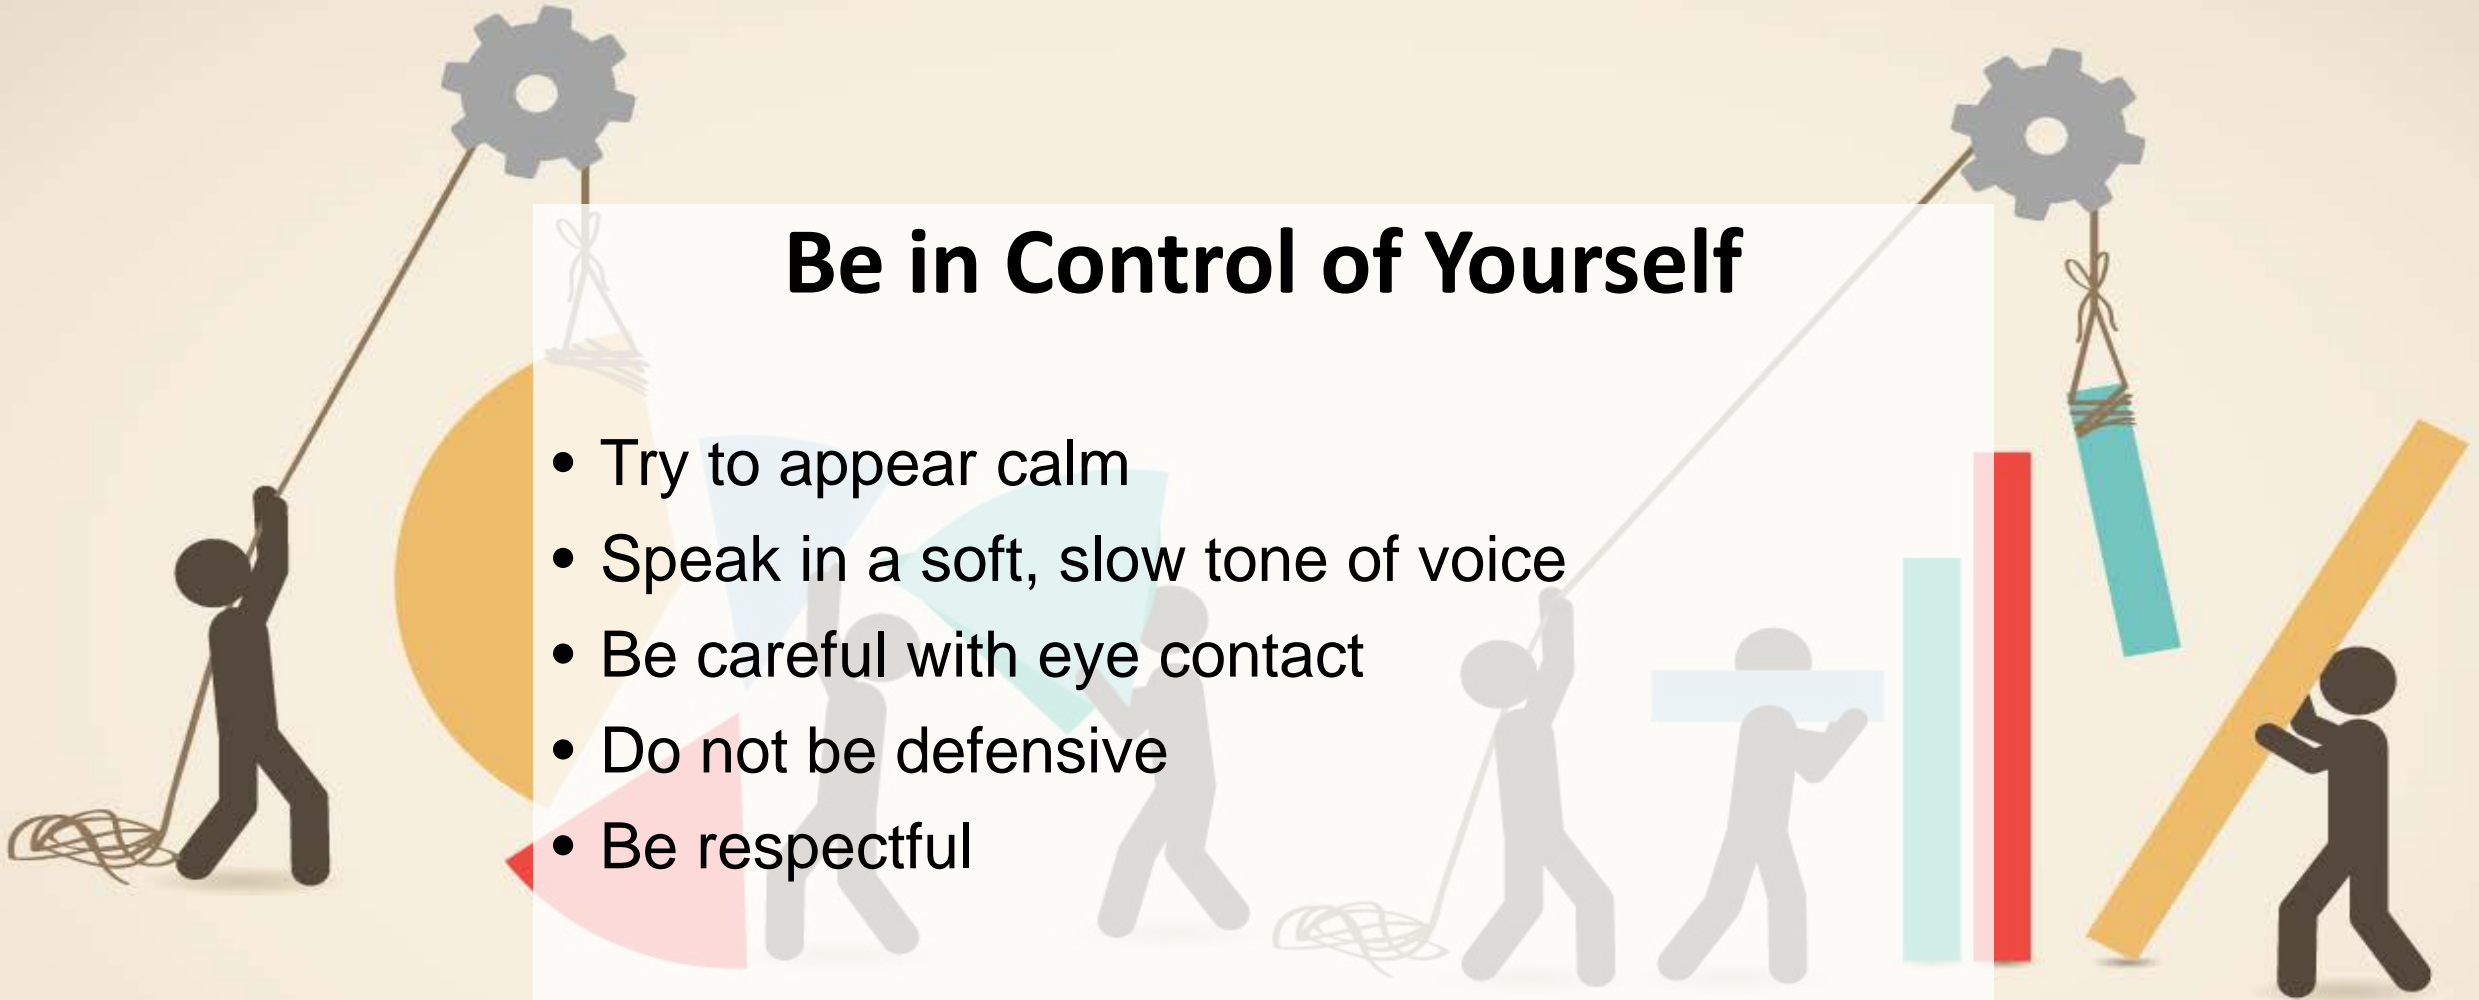 Be in Control of Yourself
• Try to appear calm
• Speak in a soft, slow tone of voice
• Be careful with eye contact
• Do not be defensive
• Be respectful